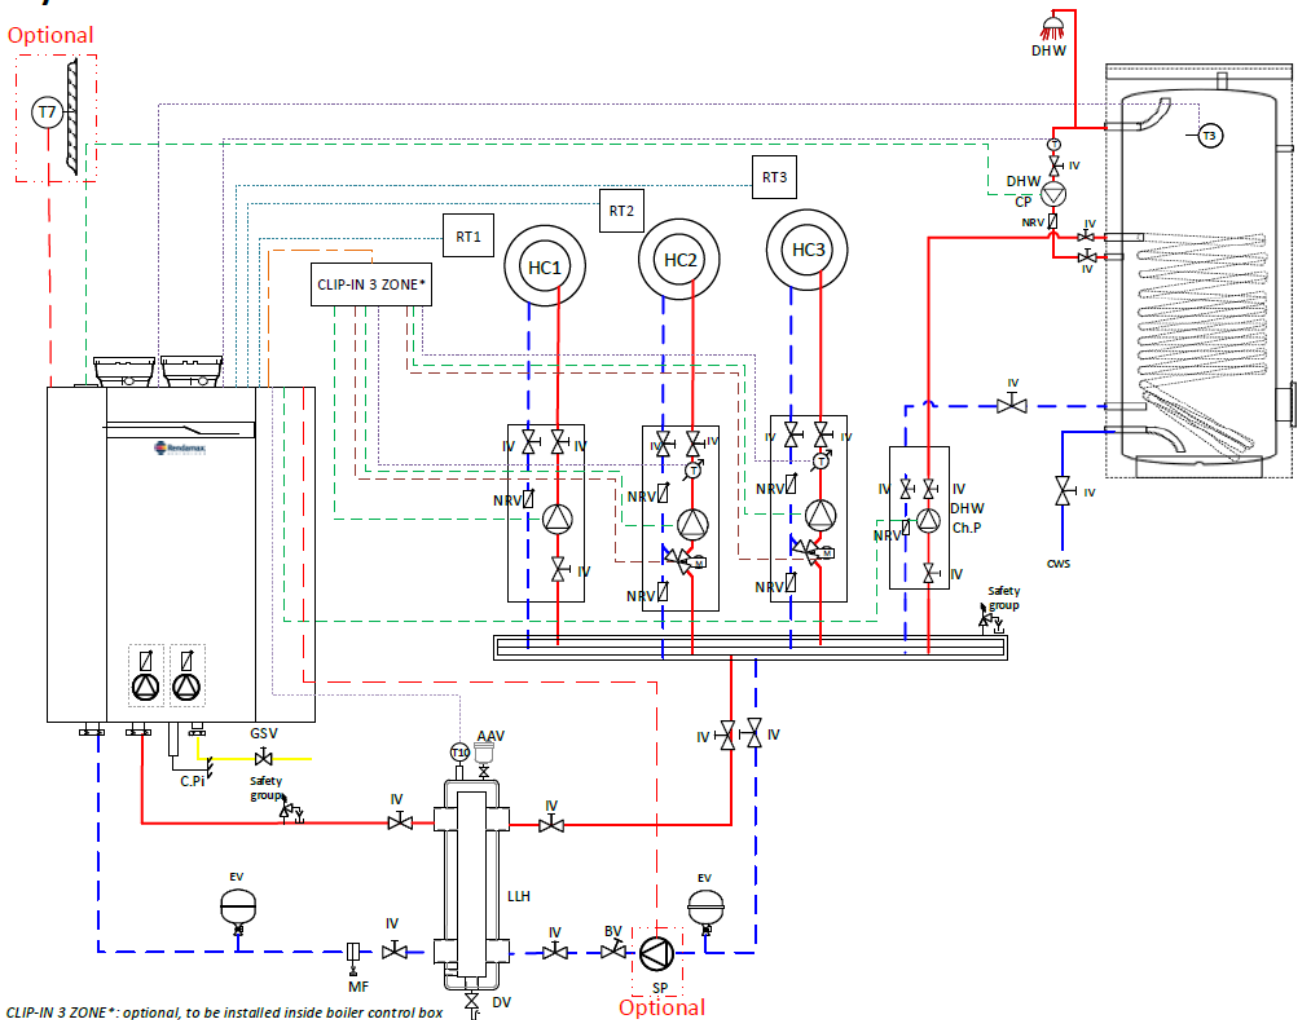 Optional
T7
DHW
T3
T
IV
DHW
CP
NRV
IV
IV
RT3
RT2
RT1
HC1
HC2
HC3
CLIP-IN 3 ZONE*
IV
Rendamax
IV
IV
IV
IV
IV
IV
T
T
NRV
NRV
NRV
IV
IV
DHW
Ch.P
NRV
IV
cws
M
M
IV
NRV
NRV
IV
Safety
group
GSV
C.Pi
T10
AAV
IV
IV
Safety
group
IV
IV
EV
LLH
EV
IV
IV
BV
MF
SP
DV
Optional
CLIP-IN 3 ZONE*: optional, to be installed inside boiler control box